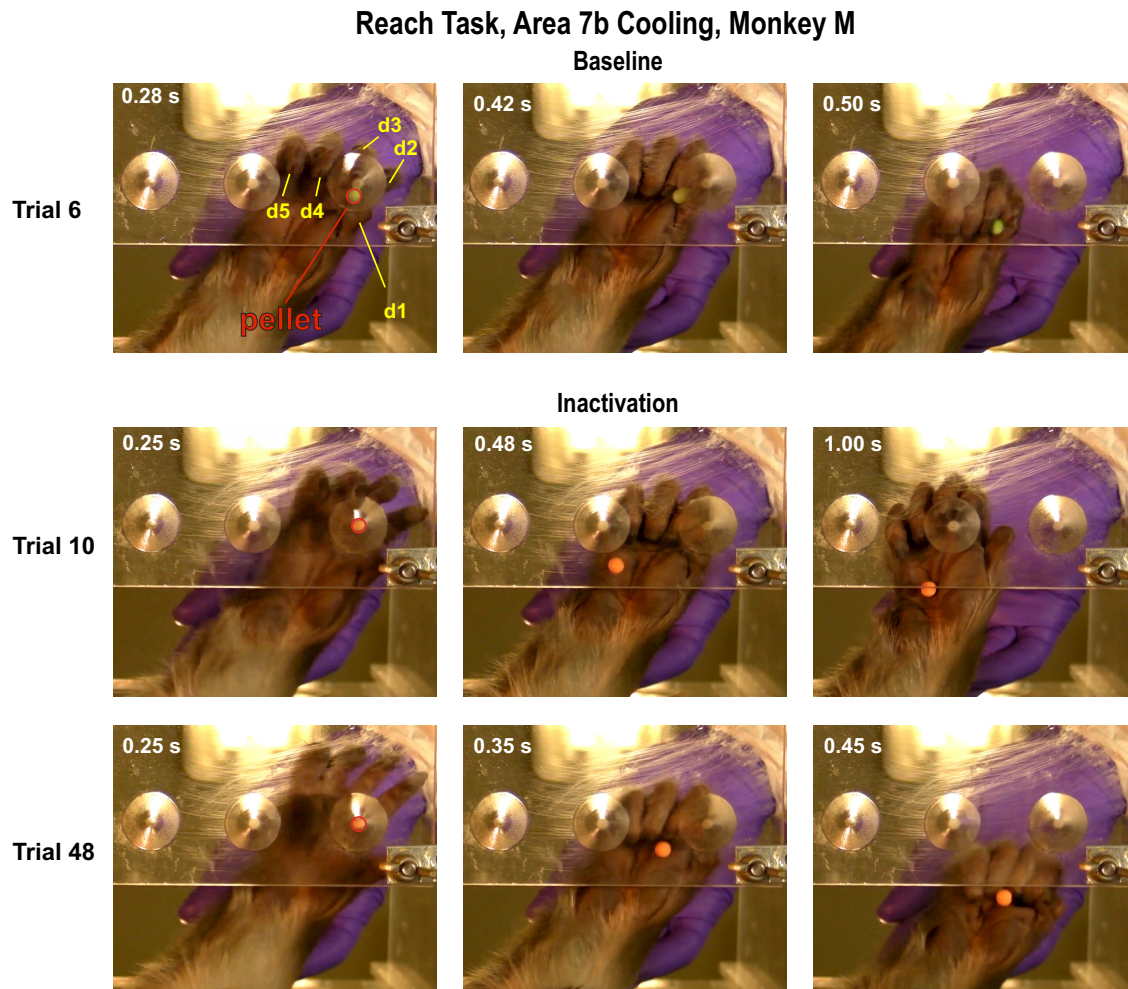 Reach Task, Area 7b Cooling, Monkey M
Baseline
0.28 s
0.42 s
0.50 s
d3
d2
Trial 6
d5
d4
d1
pellet
Inactivation
0.25 s
0.48 s
1.00 s
Trial 10
0.25 s
0.35 s
0.45 s
Trial 48